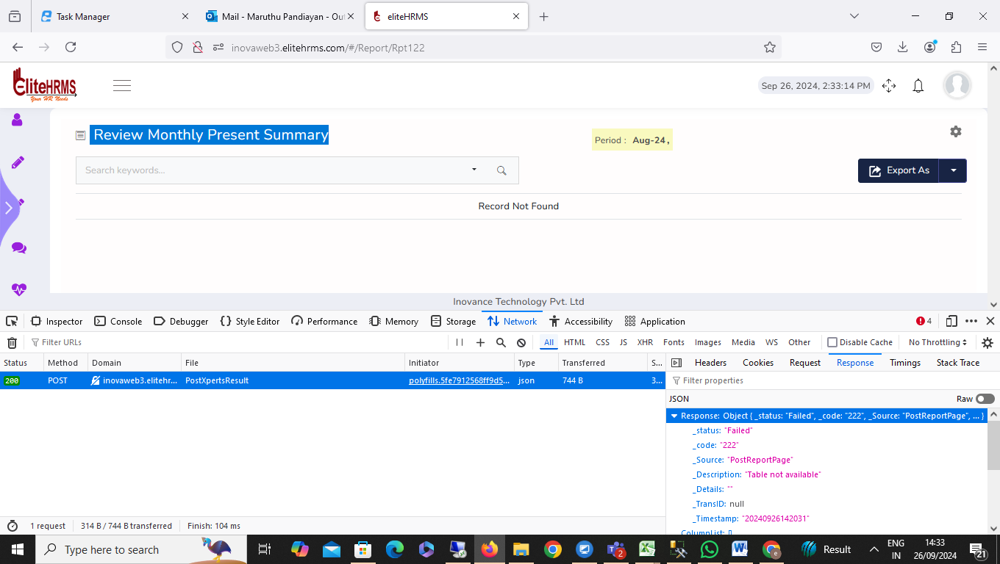 Task Manager
Mail - Maruthu Pandiayan - Out
eliteHRMS
inovaweb3.elitehrms.com/#/Report/Rpt122
EliteHRMS
Your HR Needs
Sep 26, 2024, 2:33:14 PM
Review Monthly Present Summary
Period : Aug-24 ,
Search keywords...
Export As
Record Not Found
Inovance Technology Pvt. Ltd
Inspector Console Debugger Style Editor Performance Memory Storage Network Accessibility Application 4
Filter URLs
All HTML CSS JS XHR Fonts Images Media WS Other Disable Cache No Throttling
Status Method Domain File Initiator Type Transferred S...
Headers Cookies Request Response Timings Stack Trace
200 POST inovaweb3.elitehr... PostXpertsResult polyfills.5fe7912568ff9d5... json 744 B 3...
Filter properties
JSON Raw
Response: Object { _status: "Failed", _code: "222", _Source: "PostReportPage", ... }
_status: "Failed"
_code: "222"
_Source: "PostReportPage"
_Description: "Table not available"
_Details: ""
_TransID: null
_Timestamp: "20240926142031"
ColumnList: []
1 request 314 B / 744 B transferred Finish: 104 ms
Type here to search
2
Result
ENG
IN
14:33
26/09/2024
21